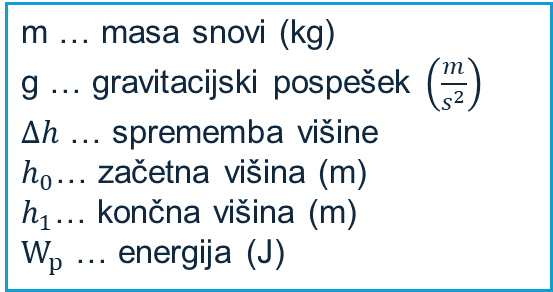 m … masa snovi (kg)
g … gravitacijski pospešek (m/s²)
Δh … sprememba višine
h₀… začetna višina (m)
h₁… končna višina (m)
Wₚ … energija (J)